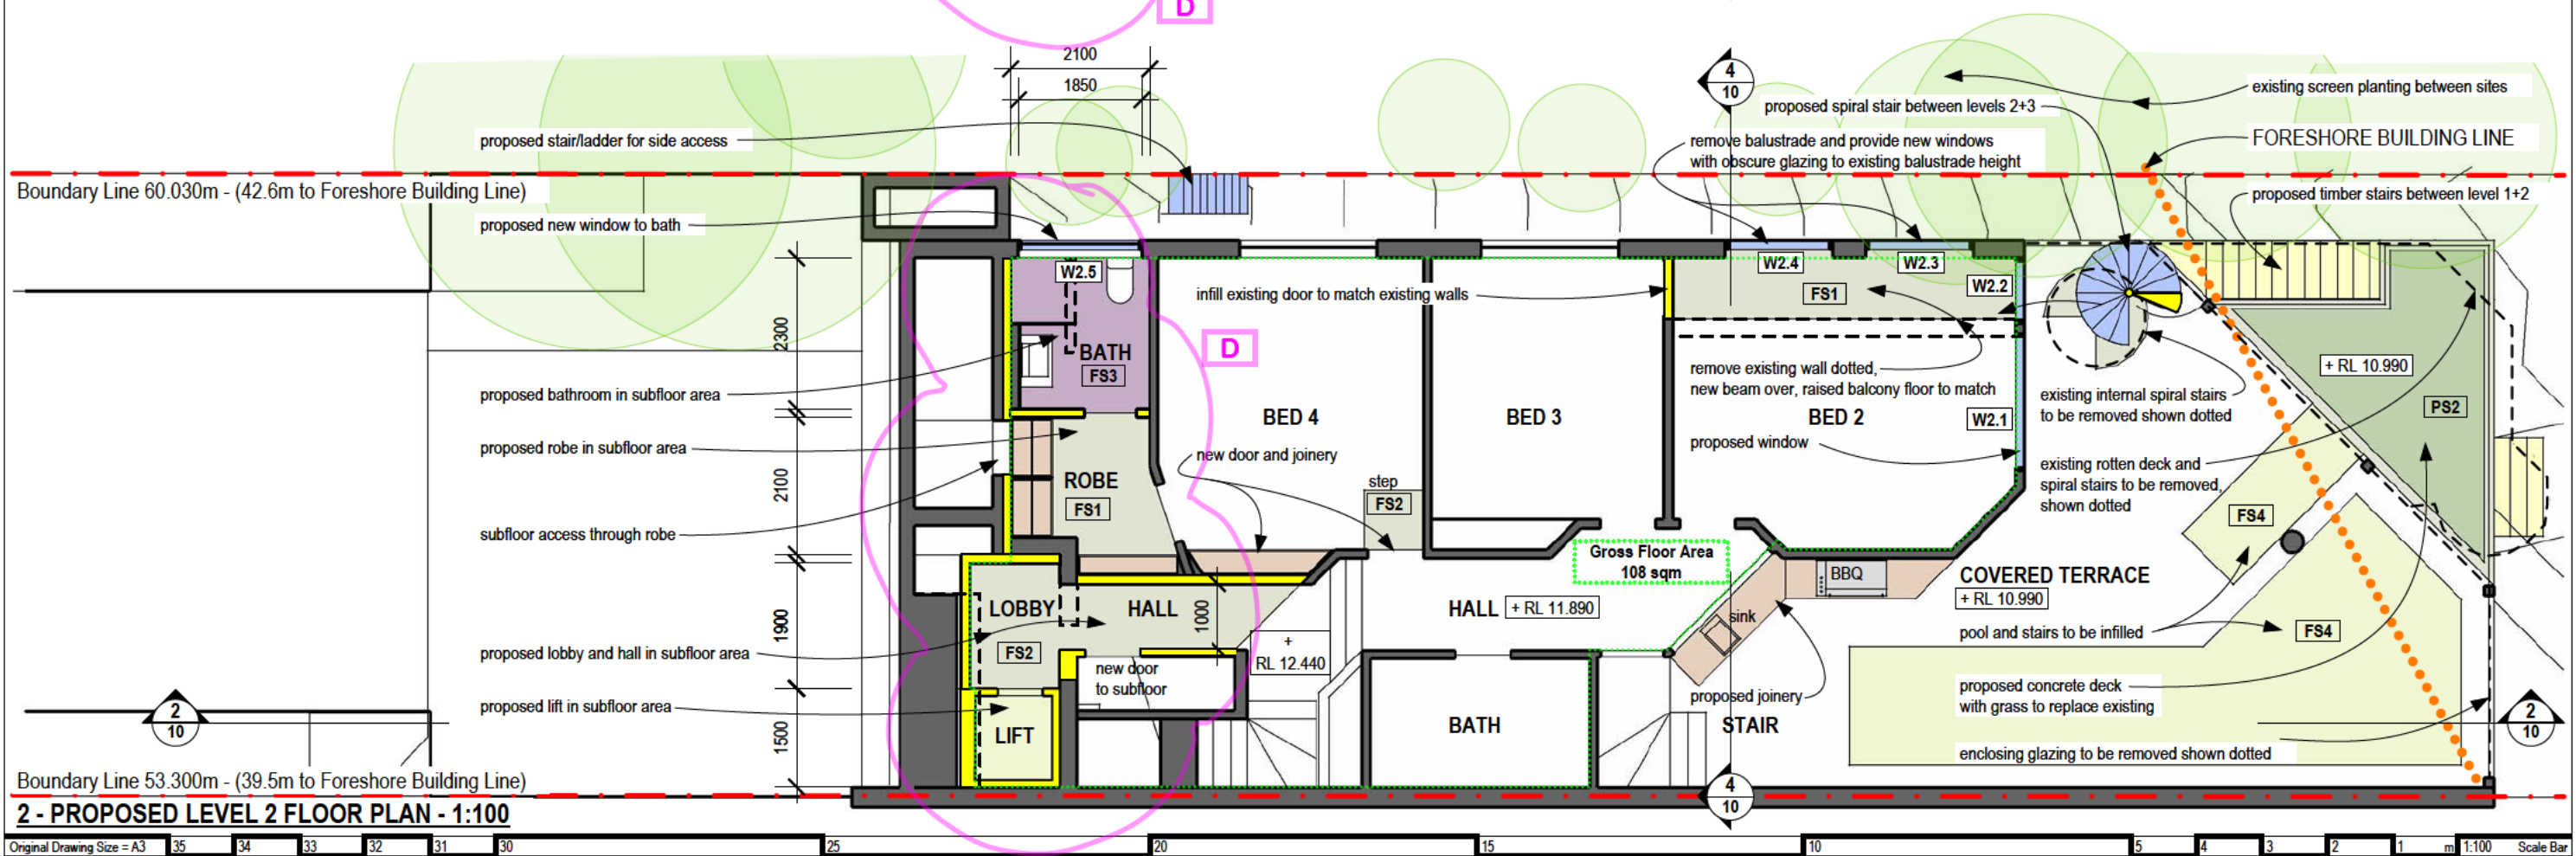 D
2100
1850
4
10
existing screen planting between sites
proposed spiral stair between levels 2+3
proposed stair/ladder for side access
remove balustrade and provide new windows
with obscure glazing to existing balustrade height
FORESHORE BUILDING LINE
Boundary Line 60.030m - (42.6m to Foreshore Building Line)
proposed timber stairs between level 1+2
proposed new window to bath
W2.5
W2.4
W2.3
W2.2
infill existing door to match existing walls
FS1
2300
BATH
FS3
D
remove existing wall dotted,
new beam over, raised balcony floor to match
+ RL 10.990
proposed bathroom in subfloor area
existing internal spiral stairs
to be removed shown dotted
BED 4
BED 3
BED 2
W2.1
PS2
proposed robe in subfloor area
proposed window
new door and joinery
existing rotten deck and
spiral stairs to be removed,
shown dotted
2100
ROBE
FS1
step
FS2
FS4
subfloor access through robe
Gross Floor Area
108 sqm
BBQ
COVERED TERRACE
+ RL 10.990
LOBBY
HALL
1000
HALL
+ RL 11.890
sink
1900
FS2
+
RL 12.440
pool and stairs to be infilled
FS4
proposed lobby and hall in subfloor area
new door
to subfloor
proposed joinery
proposed concrete deck
with grass to replace existing
proposed lift in subfloor area
2
10
1500
LIFT
BATH
STAIR
2
10
enclosing glazing to be removed shown dotted
Boundary Line 53.300m - (39.5m to Foreshore Building Line)
4
10
2 - PROPOSED LEVEL 2 FLOOR PLAN - 1:100
Original Drawing Size = A3 35 34 33 32 31 30 25 20 15 10 5 4 3 2 1 m 1:100 Scale Bar